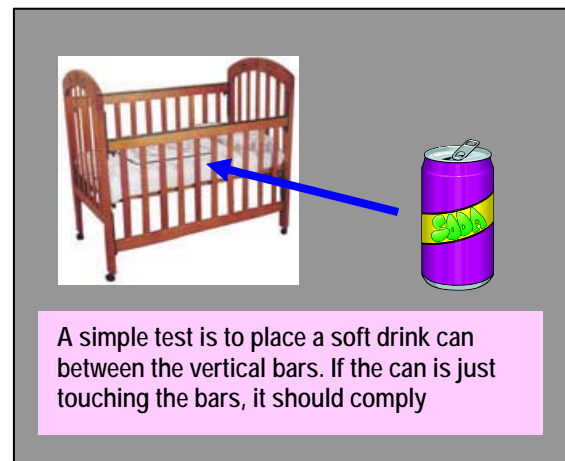 SODA
A simple test is to place a soft drink can
between the vertical bars. If the can is just
touching the bars, it should comply